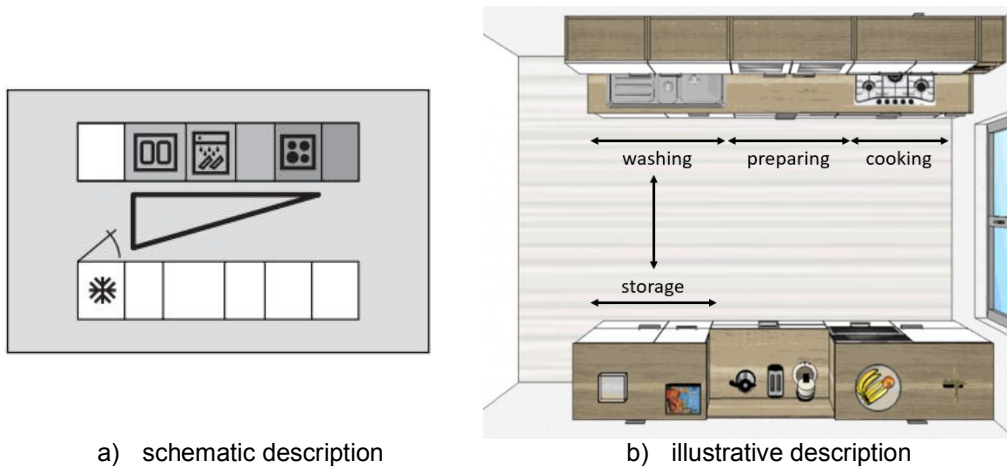 washing
preparing
cooking
storage
a) schematic description
b) illustrative description